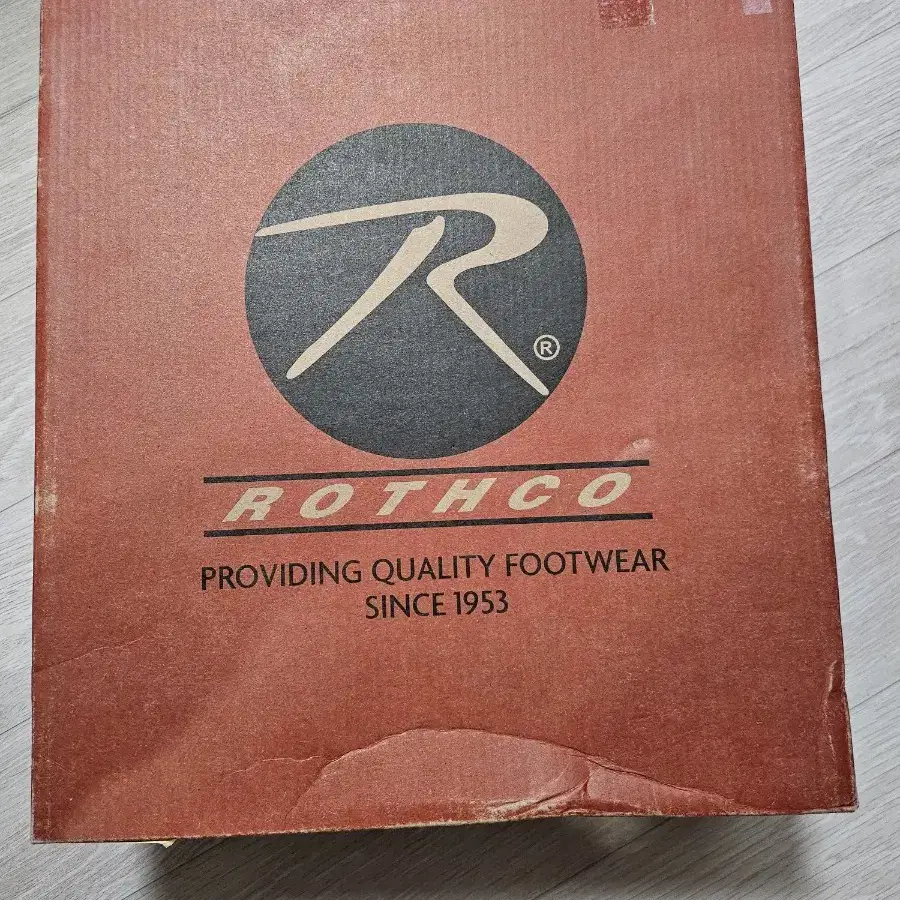 R
®
ROTHCO
PROVIDING QUALITY FOOTWEAR
SINCE 1953